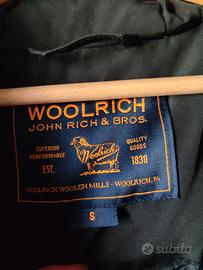 WOOLRICH
JOHN RICH & BROS.
SUPERIOR PERFORMANCE
QUALITY GOODS
Woolrich
EST.
1830
WOOLRICH WOOLEN MILLS - WOOLRICH, PA
S
subito